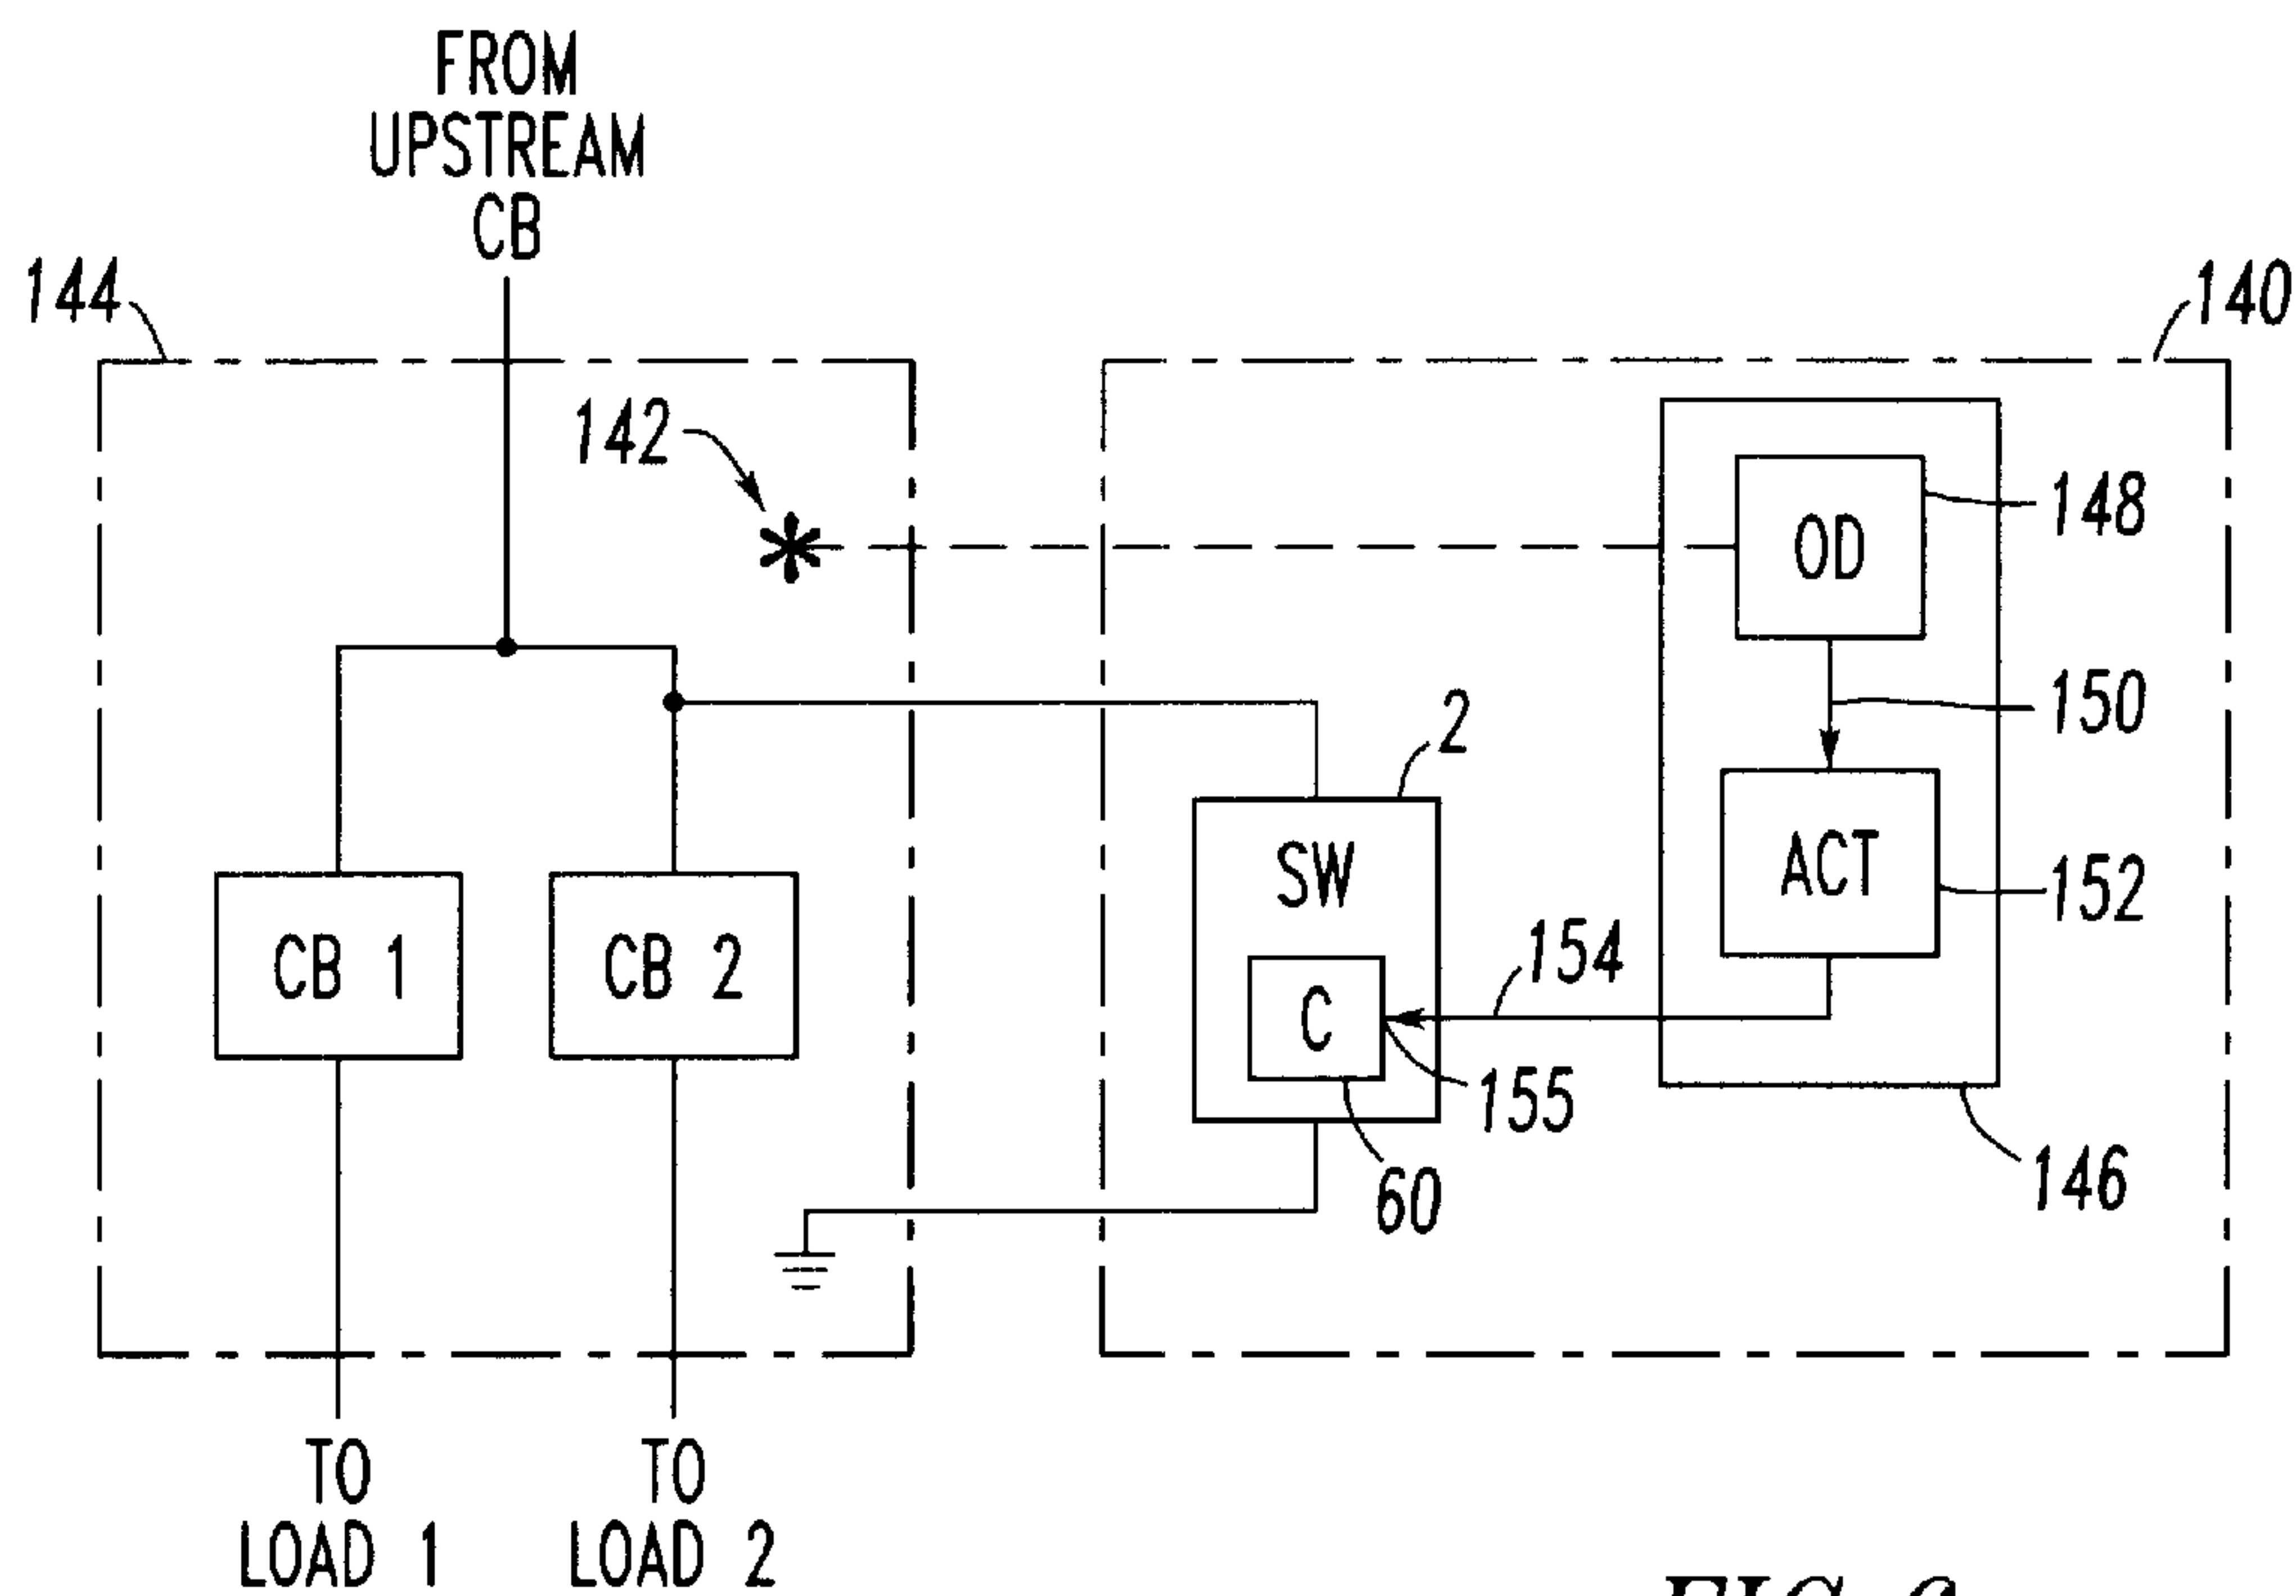 FROM
UPSTREAM
CB
144
140
142
148
OD
150
2
SW
ACT
152
CB 1
CB 2
154
C
155
60
146
TO
LOAD 1
TO
LOAD 2